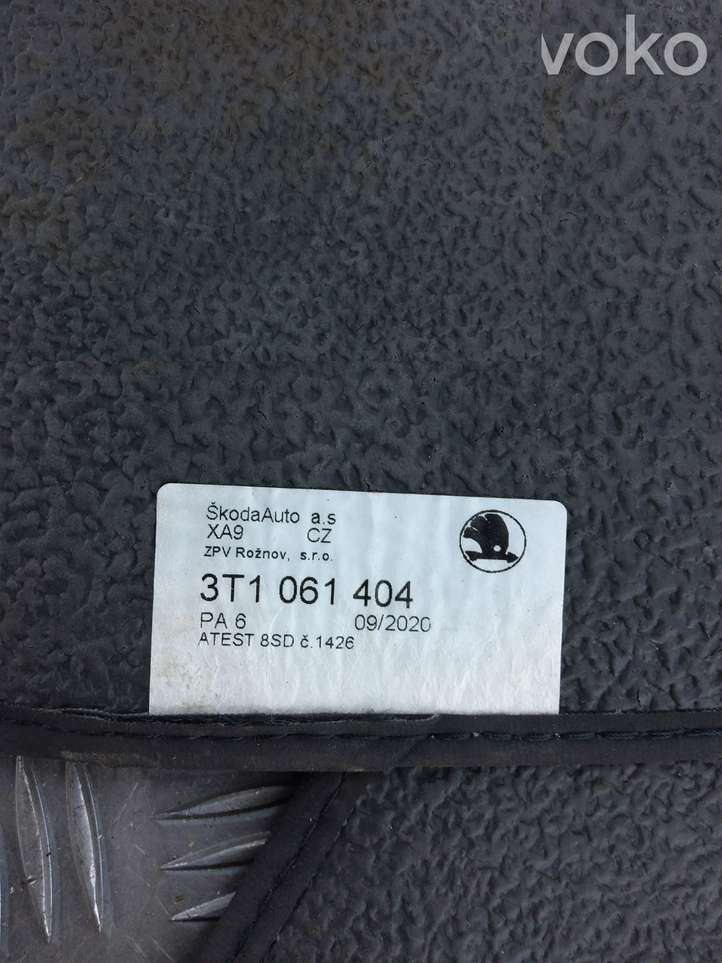 voko
ŠkodaAuto a.s
XA9 CZ
ZPV Rožnov, s.r.o.
3T1 061 404
PA 6 09/2020
ATEST 8SD č.1426